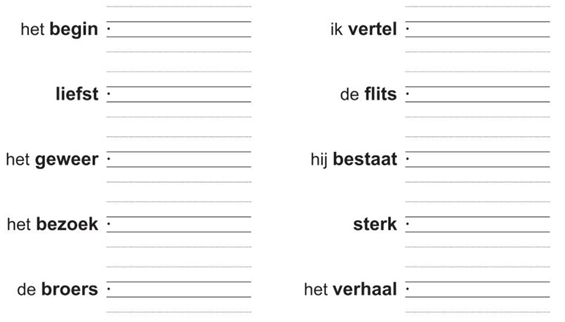 het begin
liefst
het geweer
het bezoek
de broers
ik vertel
de flits
hij bestaat
sterk
het verhaal